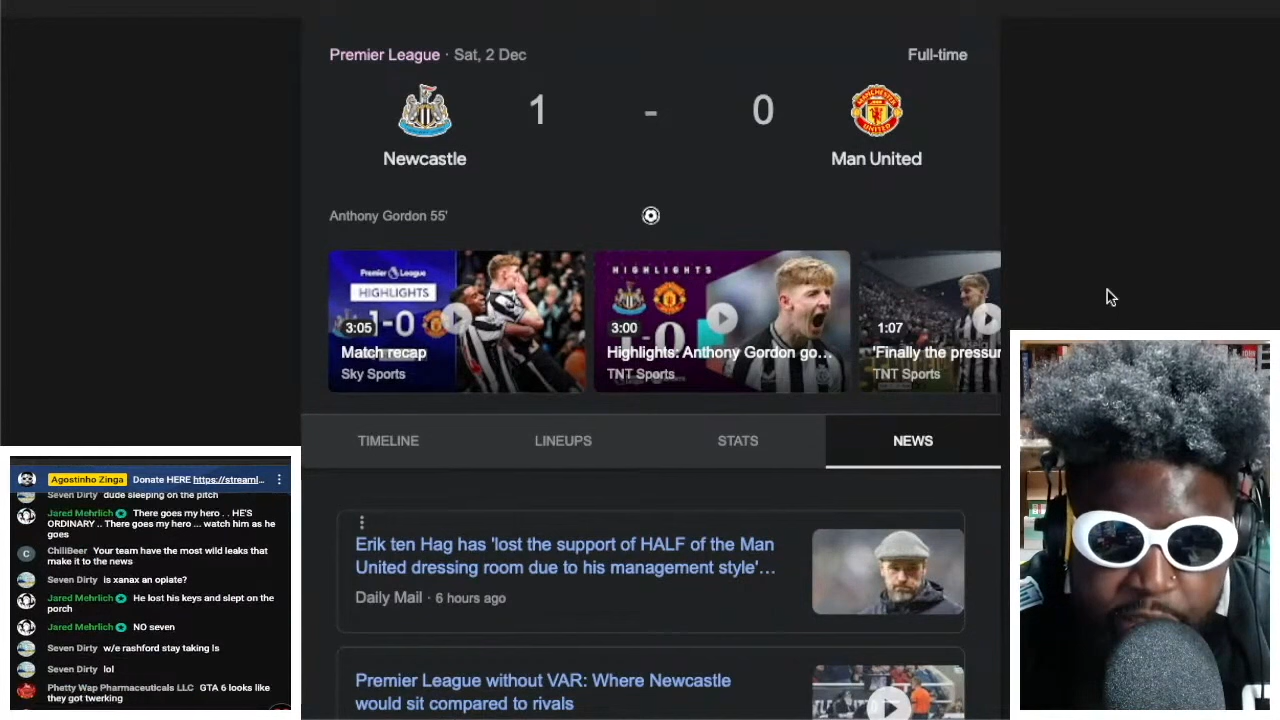 Premier League · Sat, 2 Dec
Full-time
1 - 0
Newcastle
Man United
Anthony Gordon 55'
Premier League
HIGHLIGHTS
1-0
3:05
Match recap
Sky Sports
HIGHLIGHTS
3:00
Highlights: Anthony Gordon go…
TNT Sports
1:07
'Finally the pressur
TNT Sports
TIMELINE
LINEUPS
STATS
NEWS
Erik ten Hag has 'lost the support of HALF of the Man
United dressing room due to his management style'…
Daily Mail · 6 hours ago
Premier League without VAR: Where Newcastle
would sit compared to rivals
Agostinho Zinga Donate HERE https://streaml...
Seven Dirty dude sleeping on the pitch
Jared Mehrlich There goes my hero . . HE'S
ORDINARY .. There goes my hero ... watch him as he
goes
ChiliBeer Your team have the most wild leaks that
make it to the news
Seven Dirty is xanax an opiate?
Jared Mehrlich He lost his keys and slept on the
porch
Jared Mehrlich NO seven
Seven Dirty w/e rashford stay taking ls
Seven Dirty lol
Phetty Wap Pharmaceuticals LLC GTA 6 looks like
they got twerking